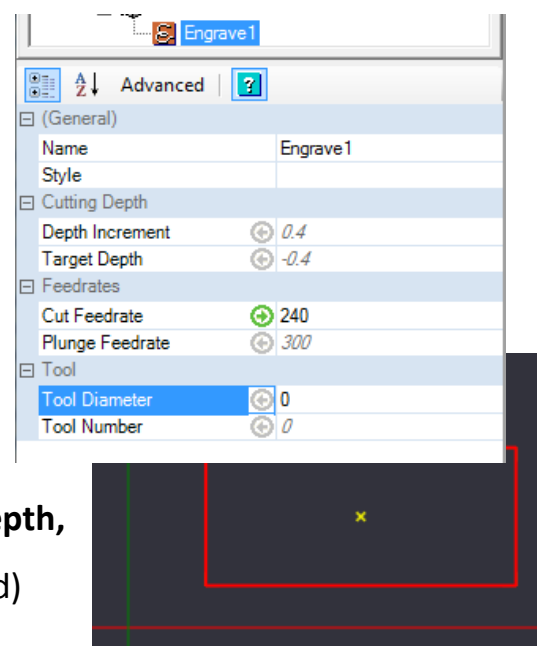 Engrave1
Advanced
(General)
Name Engrave1
Style
Cutting Depth
Depth Increment 0.4
Target Depth -0.4
Feedrates
Cut Feedrate 240
Plunge Feedrate 300
Tool
Tool Diameter 0
Tool Number 0
epth,
d)